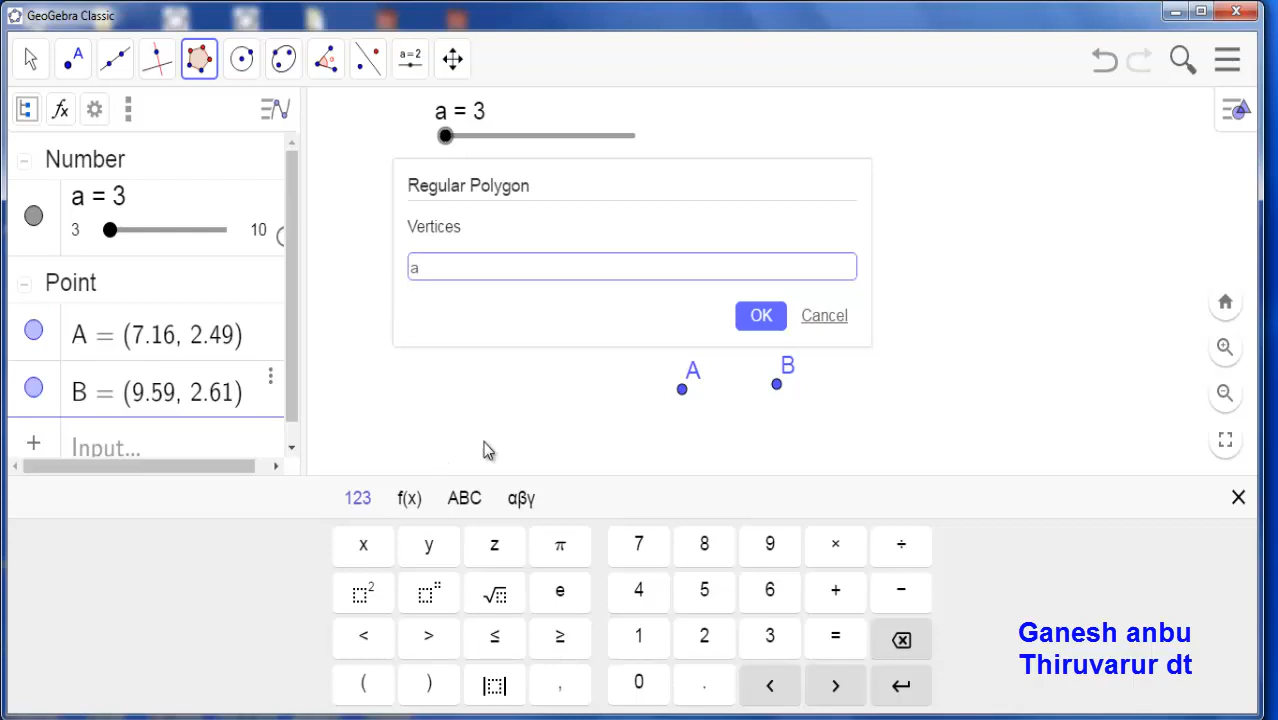 GeoGebra Classic
A
α
a=2
fx
a = 3
Number
a = 3
3
10
Point
A = (7.16, 2.49)
B = (9.59, 2.61)
Input...
Regular Polygon
Vertices
a
OK
Cancel
A
B
123
f(x)
ABC
αβγ
x
y
z
π
7
8
9
×
÷
2
√
e
4
5
6
+
−
<
>
≤
≥
1
2
3
=
(
)
,
0
.
<
>
Ganesh anbu
Thiruvarur dt